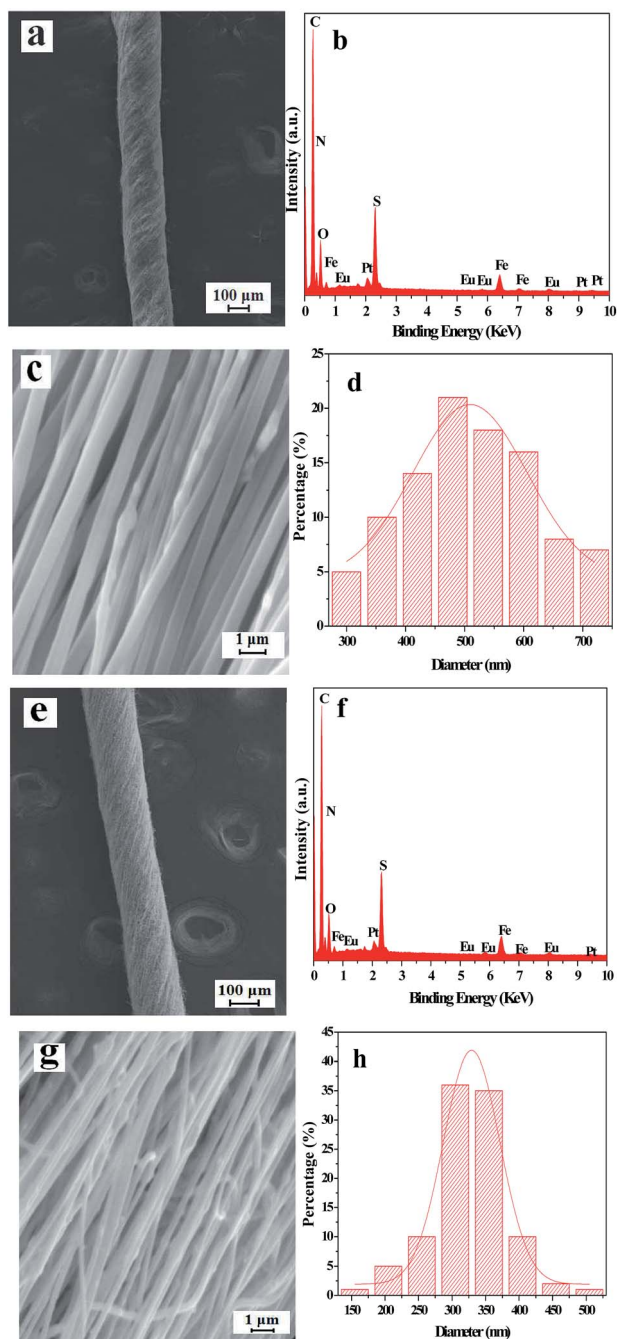 a
100 µm
b
C
N
O
Fe
Eu
Pt
S
Eu
Eu
Fe
Fe
Eu
Pt
Pt
Intensity (a.u.)
0 1 2 3 4 5 6 7 8 9 10
Binding Energy (KeV)
c
1 µm
d
25
20
15
10
5
0
Percentage (%)
300 400 500 600 700
Diameter (nm)
e
100 µm
f
C
N
O
Fe
Eu
Pt
S
Eu
Eu
Fe
Fe
Eu
Pt
Intensity (a.u.)
0 1 2 3 4 5 6 7 8 9 10
Binding Energy (KeV)
g
1 µm
h
45
40
35
30
25
20
15
10
5
0
Percentage (%)
150 200 250 300 350 400 450 500
Diameter (nm)